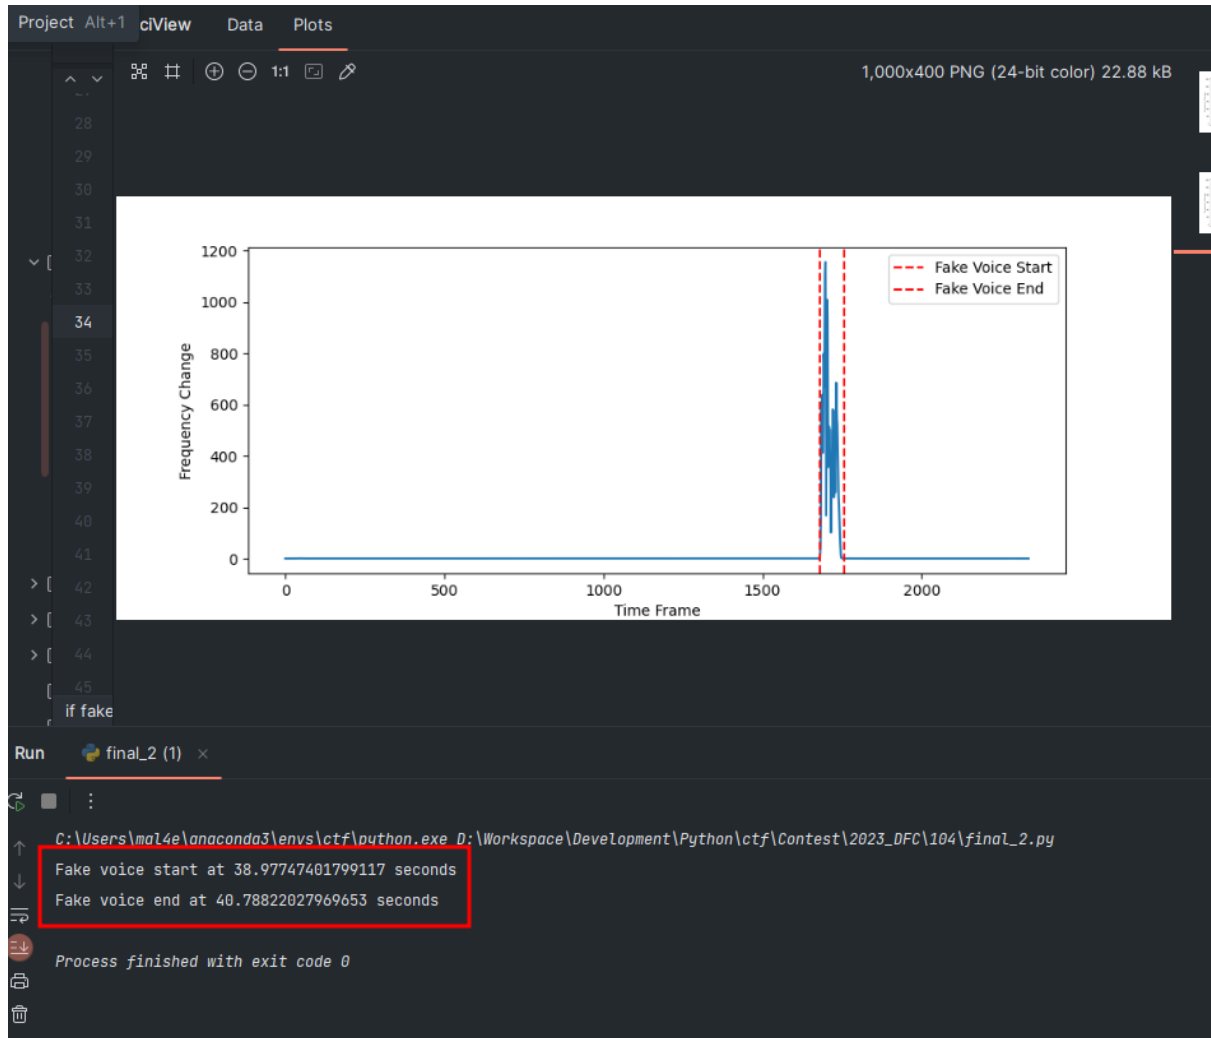 Project Alt+1 ciView Data Plots
1:1 1,000x400 PNG (24-bit color) 22.88 kB
28
29
30
31
32
33
34
35
36
37
38
39
40
41
42
43
44
45
if fake
1200
1000
800
600
400
200
0
Frequency Change
Fake Voice Start
Fake Voice End
0 500 1000 1500 2000
Time Frame
Run final_2 (1)
C:\Users\mal4e\anaconda3\envs\ctf\python.exe D:\Workspace\Development\Python\ctf\Contest\2023_DFC\104\final_2.py
Fake voice start at 38.97747401799117 seconds
Fake voice end at 40.78822027969653 seconds
Process finished with exit code 0